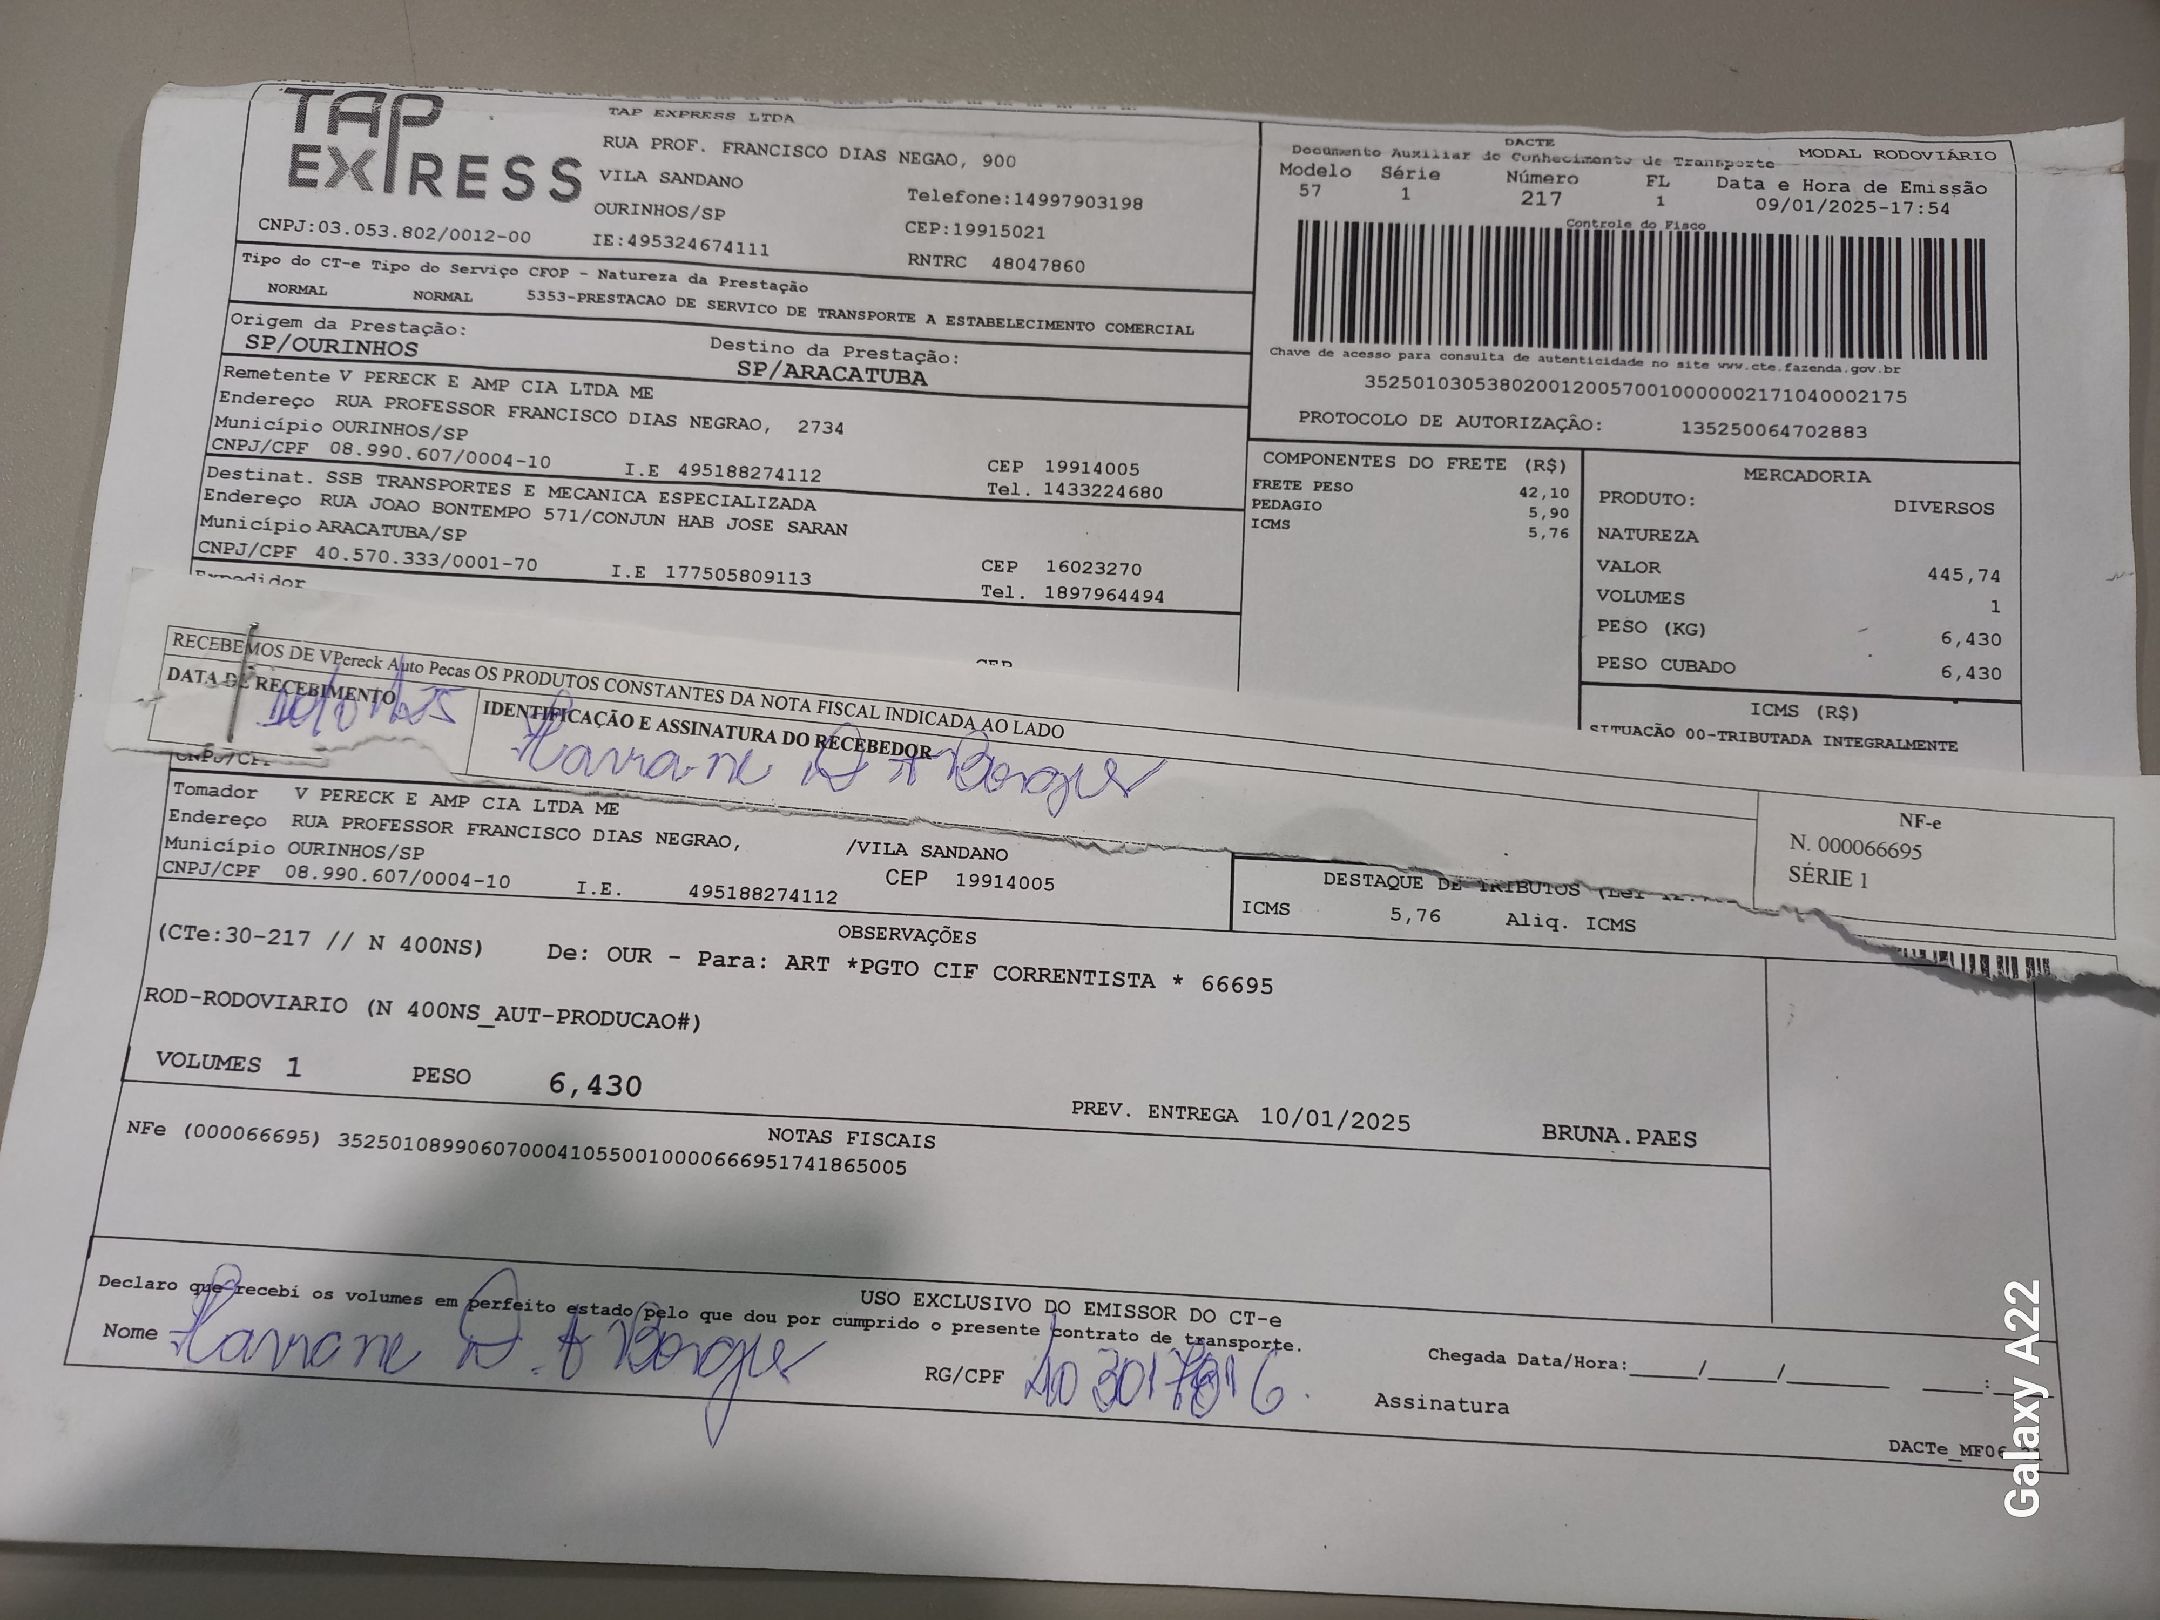 TAP
EXPRESS
TAP EXPRESS LTDA
RUA PROF. FRANCISCO DIAS NEGAO, 900
VILA SANDANO
Telefone:14997903198
OURINHOS/SP
CEP:19915021
CNPJ:03.053.802/0012-00
IE:495324674111
RNTRC 48047860
DACTE
Documento Auxiliar do Conhecimento de Transporte
MODAL RODOVIÁRIO
Modelo Série Número FL Data e Hora de Emissão
57 1 217 1 09/01/2025-17:54
Controle do Fisco
Chave de acesso para consulta de autenticidade no site www.cte.fazenda.gov.br
35250103053802001200570010000002171040002175
PROTOCOLO DE AUTORIZAÇÃO: 135250064702883
Tipo do CT-e Tipo do Serviço CFOP - Natureza da Prestação
NORMAL NORMAL 5353-PRESTACAO DE SERVICO DE TRANSPORTE A ESTABELECIMENTO COMERCIAL
Origem da Prestação: Destino da Prestação:
SP/OURINHOS SP/ARACATUBA
Remetente V PERECK E AMP CIA LTDA ME
Endereço RUA PROFESSOR FRANCISCO DIAS NEGRAO, 2734
Município OURINHOS/SP CEP 19914005
CNPJ/CPF 08.990.607/0004-10 I.E 495188274112 Tel. 1433224680
Destinat. SSB TRANSPORTES E MECANICA ESPECIALIZADA
Endereço RUA JOAO BONTEMPO 571/CONJUN HAB JOSE SARAN
Município ARACATUBA/SP CEP 16023270
CNPJ/CPF 40.570.333/0001-70 I.E 177505809113 Tel. 1897964494
Expedidor
COMPONENTES DO FRETE (R$)
FRETE PESO 42,10
PEDAGIO 5,90
ICMS 5,76
MERCADORIA
PRODUTO: DIVERSOS
NATUREZA
VALOR 445,74
VOLUMES 1
PESO (KG) 6,430
PESO CUBADO 6,430
ICMS (R$)
SITUAÇÃO 00-TRIBUTADA INTEGRALMENTE
RECEBEMOS DE VPereck Auto Pecas OS PRODUTOS CONSTANTES DA NOTA FISCAL INDICADA AO LADO
DATA DE RECEBIMENTO
IDENTIFICAÇÃO E ASSINATURA DO RECEBEDOR
Borges
NF-e
N. 000066695
SÉRIE 1
CNPJ/CPF
Tomador V PERECK E AMP CIA LTDA ME
Endereço RUA PROFESSOR FRANCISCO DIAS NEGRAO, /VILA SANDANO
Município OURINHOS/SP CEP 19914005
CNPJ/CPF 08.990.607/0004-10 I.E. 495188274112
DESTAQUE DE TRIBUTOS
ICMS 5,76 Aliq. ICMS
OBSERVAÇÕES
(CTe:30-217 // N 400NS) De: OUR - Para: ART *PGTO CIF CORRENTISTA * 66695
ROD-RODOVIARIO (N 400NS_AUT-PRODUCAO#)
VOLUMES 1 PESO 6,430
PREV. ENTREGA 10/01/2025 BRUNA.PAES
NOTAS FISCAIS
NFe (000066695) 35250108990607000410550010000666951741865005
USO EXCLUSIVO DO EMISSOR DO CT-e
Declaro que recebi os volumes em perfeito estado pelo que dou por cumprido o presente contrato de transporte.
Nome Borges
RG/CPF
Chegada Data/Hora:_____/_____/_______ ____:____
Assinatura
DACTe_MF06
Galaxy A22